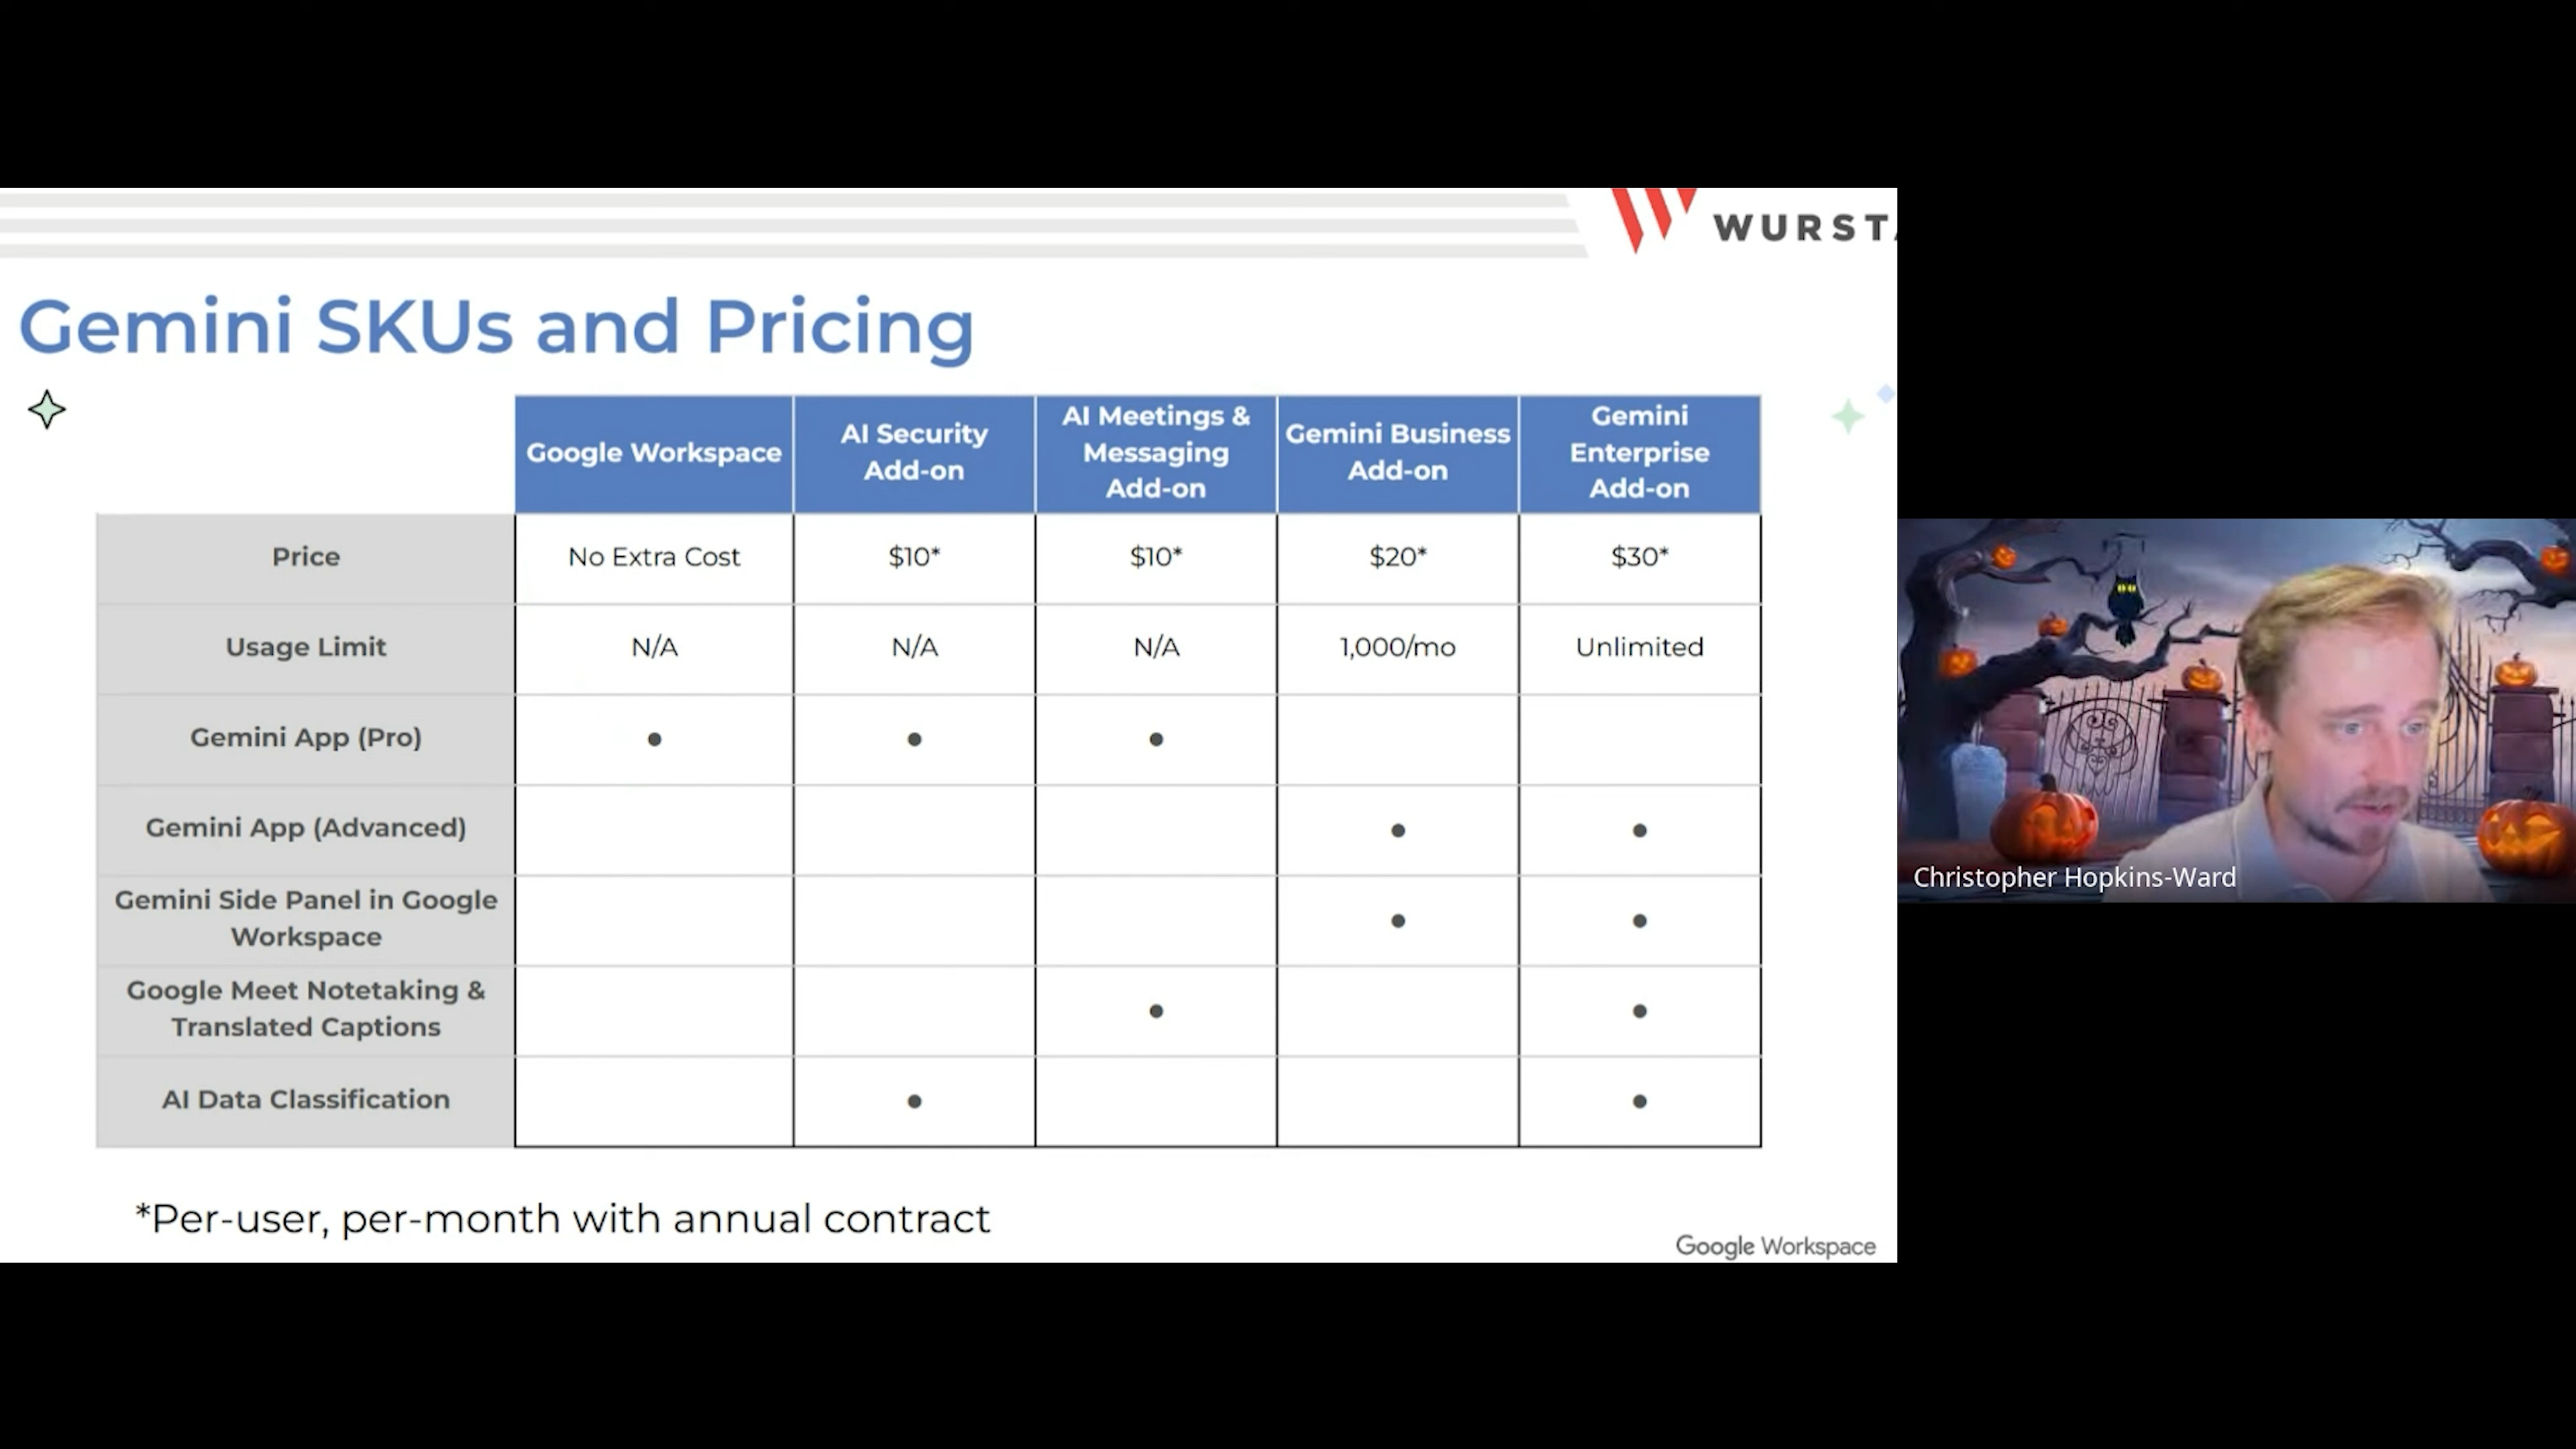 WURST
Gemini SKUs and Pricing
Google Workspace
AI Security
Add-on
AI Meetings &
Messaging
Add-on
Gemini Business
Add-on
Gemini
Enterprise
Add-on
Price
No Extra Cost
$10*
$10*
$20*
$30*
Usage Limit
N/A
N/A
N/A
1,000/mo
Unlimited
Gemini App (Pro)
●
●
●
Gemini App (Advanced)
●
●
Gemini Side Panel in Google
Workspace
●
●
Google Meet Notetaking &
Translated Captions
●
●
AI Data Classification
●
●
*Per-user, per-month with annual contract
Google Workspace
Christopher Hopkins-Ward